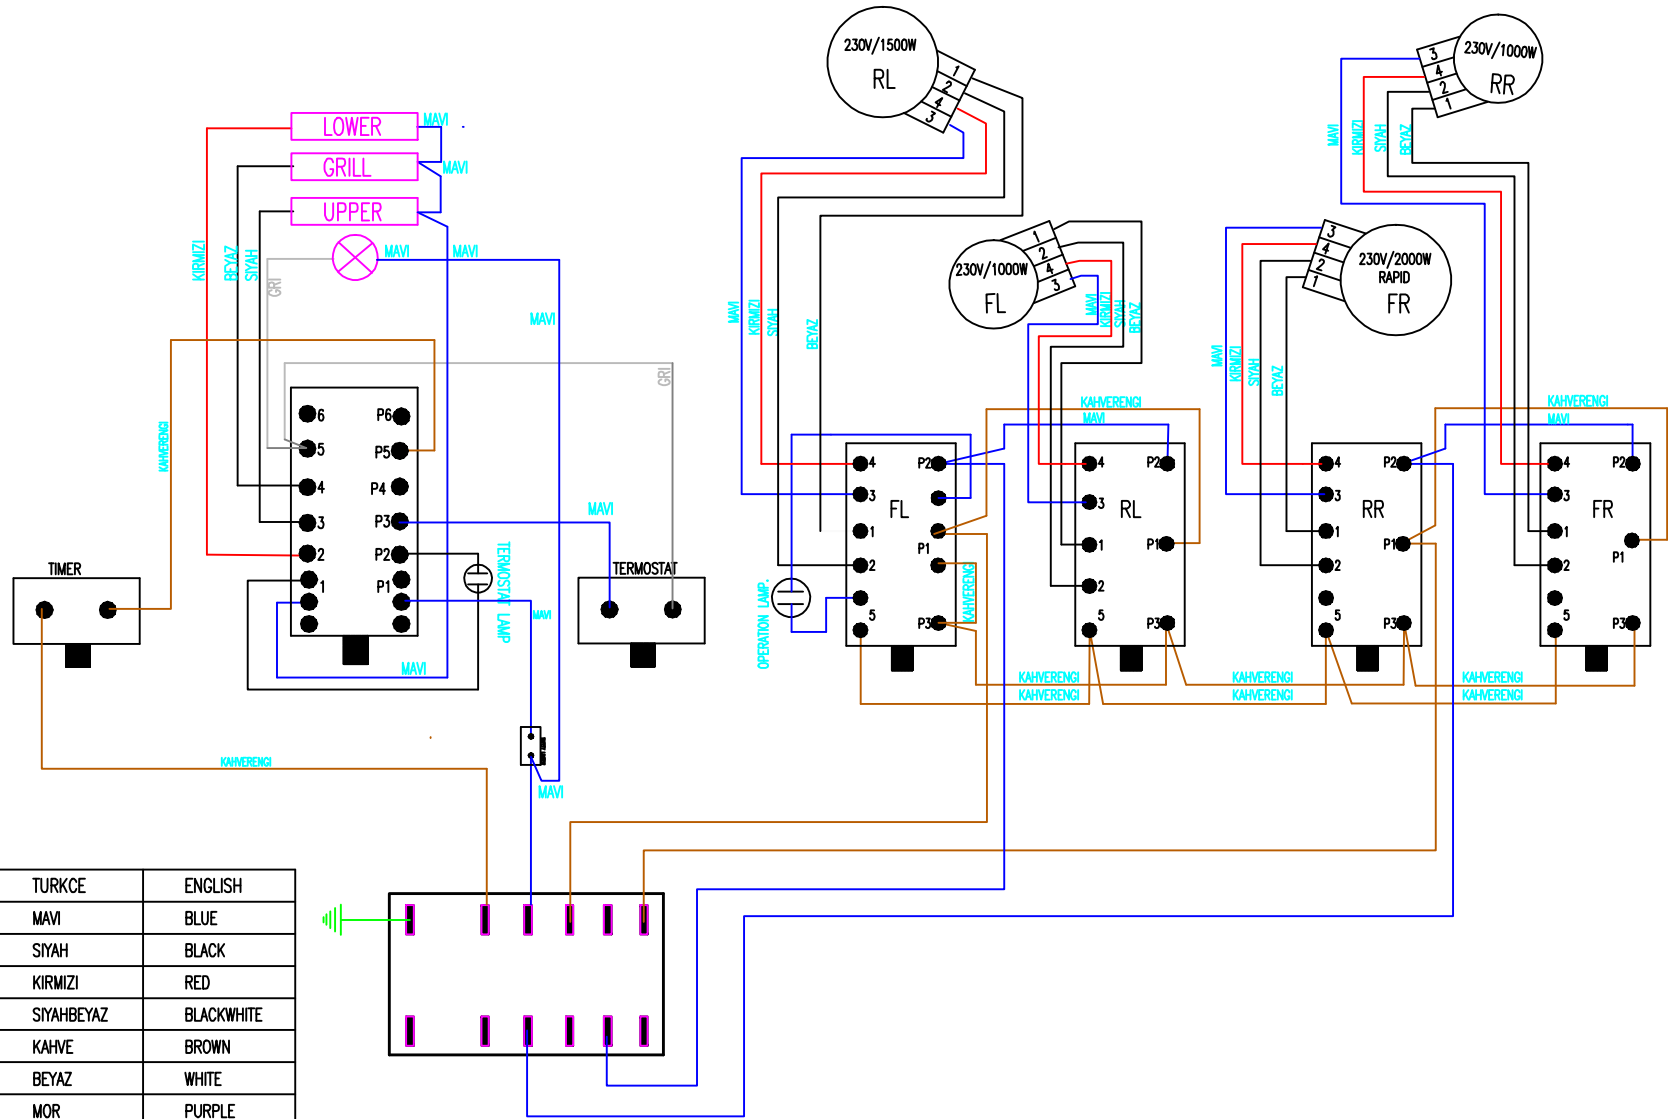 230V/1500W
RL
1
2
4
3
3
4
2
1
230V/1000W
RR
LOWER
MAVI
GRILL
MAVI
UPPER
MAVI
MAVI
KIRMIZI
BEYAZ
SIYAH
GRI
MAVI
MAVI
KIRMIZI
SIYAH
BEYAZ
1
2
4
3
230V/1000W
FL
3
4
2
1
230V/2000W
RAPID
FR
MAVI
KIRMIZI
SIYAH
BEYAZ
MAVI
KIRMIZI
SIYAH
BEYAZ
MAVI
KIRMIZI
SIYAH
BEYAZ
GRI
KAHVERENGI
6
P6
5
P5
4
P4
3
P3
2
P2
1
P1
MAVI
KAHVERENGI
MAVI
KAHVERENGI
MAVI
4
P2
3
FL
1
P1
2
5
P3
KAHVERENGI
4
P2
3
RL
1
P1
2
5
P3
4
P2
3
RR
1
P1
2
5
P3
4
P2
3
FR
1
P1
2
5
P3
TIMER
TERMOSTAT
TERMOSTAT LAMP
MAVI
OPERATION LAMP.
MAVI
KAHVERENGI
KAHVERENGI
KAHVERENGI
KAHVERENGI
KAHVERENGI
KAHVERENGI
KAHVERENGI
MAVI
TURKCE ENGLISH
MAVI BLUE
SIYAH BLACK
KIRMIZI RED
SIYAHBEYAZ BLACKWHITE
KAHVE BROWN
BEYAZ WHITE
MOR PURPLE